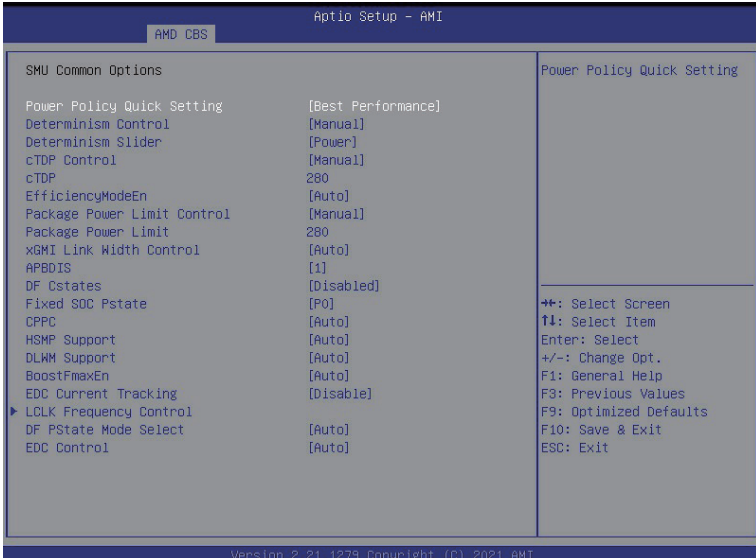 Aptio Setup – AMI
AMD CBS
SMU Common Options
Power Policy Quick Setting [Best Performance]
Determinism Control [Manual]
Determinism Slider [Power]
cTDP Control [Manual]
cTDP 280
EfficiencyModeEn [Auto]
Package Power Limit Control [Manual]
Package Power Limit 280
xGMI Link Width Control [Auto]
APBDIS [1]
DF Cstates [Disabled]
Fixed SOC Pstate [P0]
CPPC [Auto]
HSMP Support [Auto]
DLWM Support [Auto]
BoostFmaxEn [Auto]
EDC Current Tracking [Disable]
LCLK Frequency Control
DF PState Mode Select [Auto]
EDC Control [Auto]
Power Policy Quick Setting
→←: Select Screen
↑↓: Select Item
Enter: Select
+/-: Change Opt.
F1: General Help
F3: Previous Values
F9: Optimized Defaults
F10: Save & Exit
ESC: Exit
Version 2.21.1279 Copyright (C) 2021 AMI